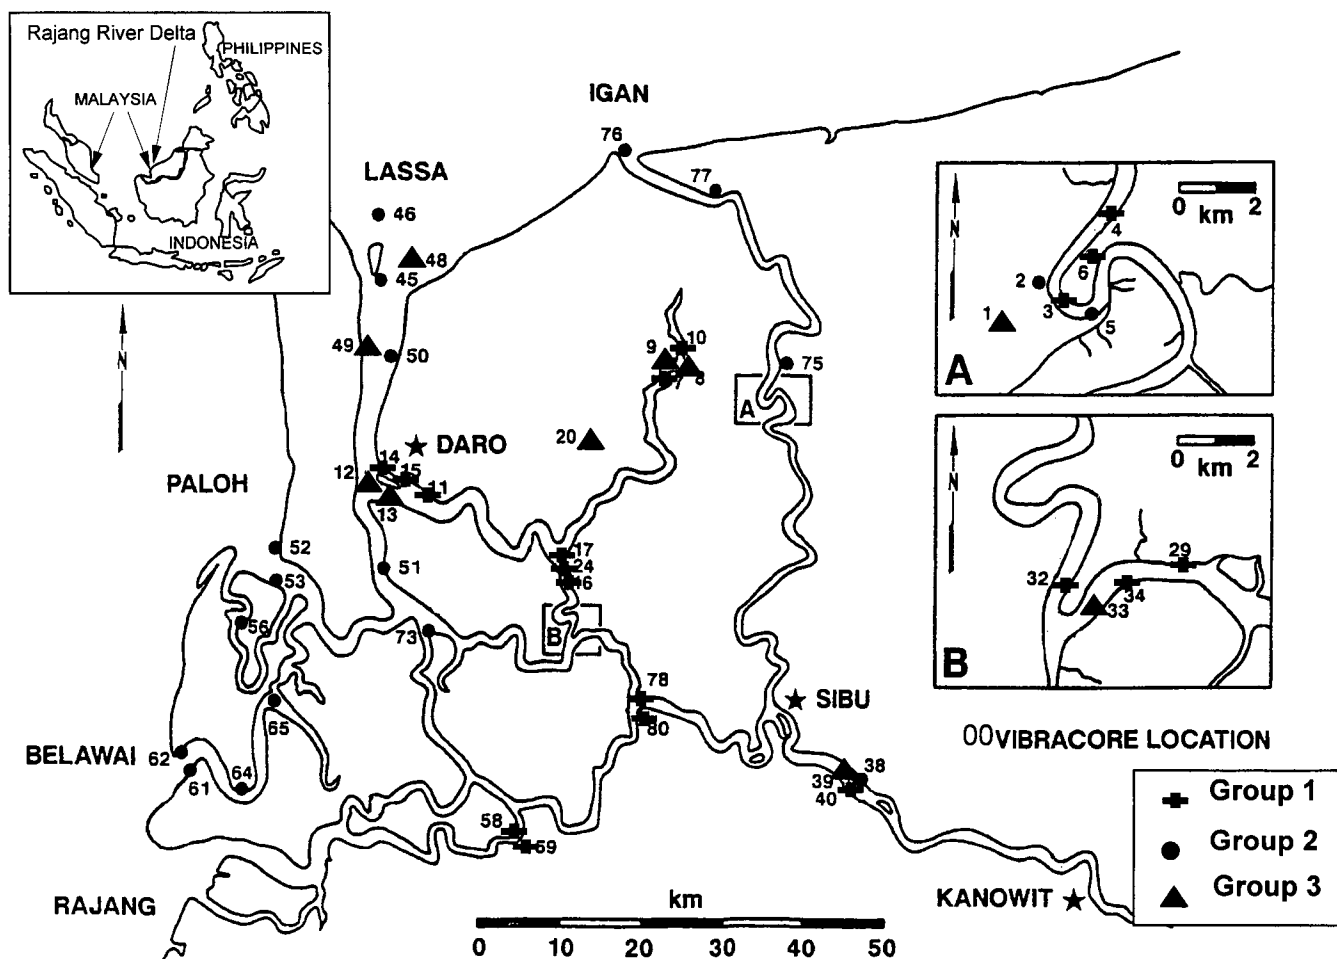 Rajang River Delta
PHILIPPINES
MALAYSIA
INDONESIA
N
IGAN
76
77
LASSA
46
48
45
49
50
9
10
7
8
75
A
20
DARO
14
15
12
11
13
PALOH
17
24
16
52
51
53
56
73
B
65
78
80
SIBU
BELAWAI
62
61
64
39
38
40
58
59
RAJANG
KANOWIT
km
0 10 20 30 40 50
N
0 km 2
4
6
2
3
1
5
A
N
0 km 2
29
32
34
33
B
00 VIBRACORE LOCATION
Group 1
Group 2
Group 3